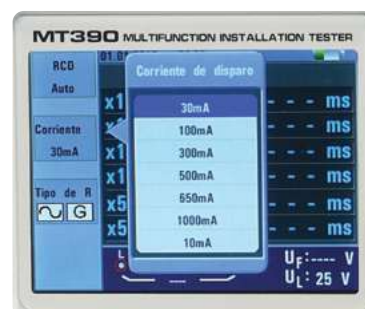 MT390 MULTIFUNCTION INSTALLATION TESTER
RCD
Auto
Corriente
30mA
Tipo de R
G
Corriente de disparo
30mA
100mA
300mA
500mA
650mA
1000mA
10mA
x1 - - - ms
- - - ms
x1 - - - ms
x1 - - - ms
x5 - - - ms
x5 - - - ms
L
UF:---- V
UL: 25 V